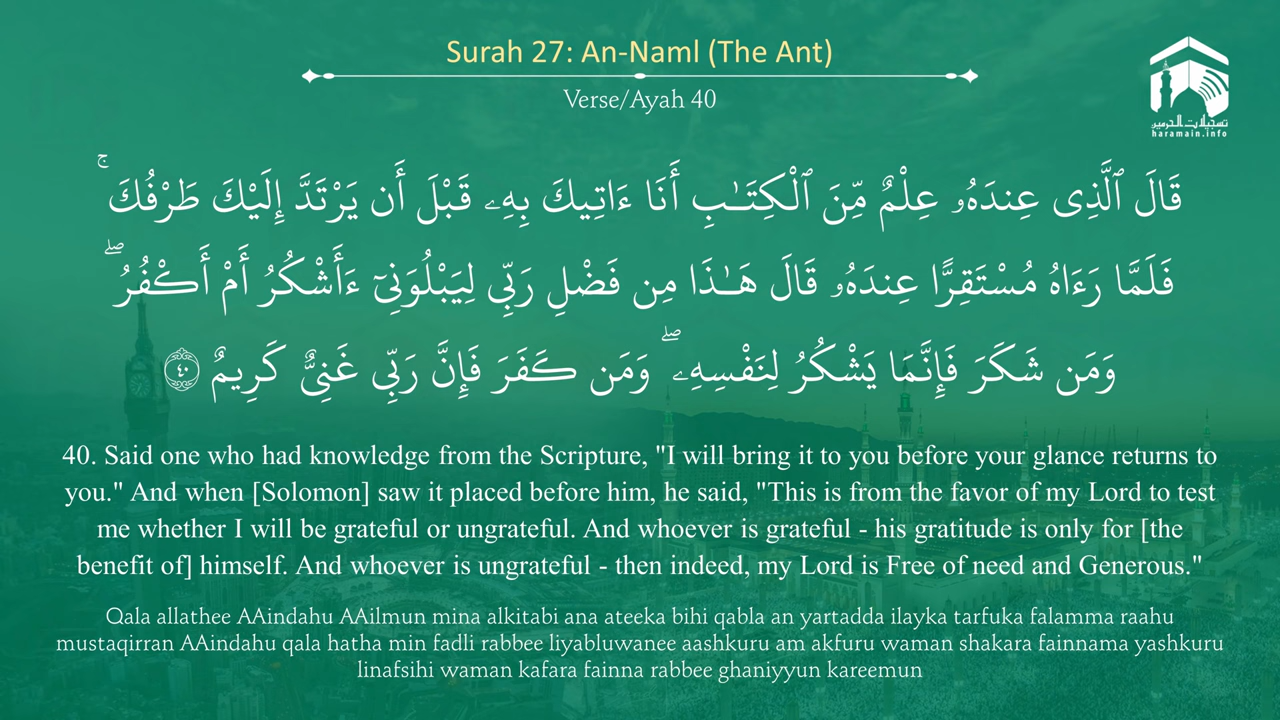 Surah 27: An-Naml (The Ant)
Verse/Ayah 40
تسجيلات الحرمين
haramain.info
قَالَ ٱلَّذِى عِندَهُۥ عِلْمٌ مِّنَ ٱلْكِتَـٰبِ أَنَا۠ ءَاتِيكَ بِهِۦ قَبْلَ أَن يَرْتَدَّ إِلَيْكَ طَرْفُكَ ۚ
فَلَمَّا رَءَاهُ مُسْتَقِرًّا عِندَهُۥ قَالَ هَـٰذَا مِن فَضْلِ رَبِّى لِيَبْلُوَنِىٓ ءَأَشْكُرُ أَمْ أَكْفُرُ ۖ
وَمَن شَكَرَ فَإِنَّمَا يَشْكُرُ لِنَفْسِهِۦ ۖ وَمَن كَفَرَ فَإِنَّ رَبِّى غَنِىٌّ كَرِيمٌ ٤٠
40. Said one who had knowledge from the Scripture, "I will bring it to you before your glance returns to
you." And when [Solomon] saw it placed before him, he said, "This is from the favor of my Lord to test
me whether I will be grateful or ungrateful. And whoever is grateful - his gratitude is only for [the
benefit of] himself. And whoever is ungrateful - then indeed, my Lord is Free of need and Generous."
Qala allathee AAindahu AAilmun mina alkitabi ana ateeka bihi qabla an yartadda ilayka tarfuka falamma raahu
mustaqirran AAindahu qala hatha min fadli rabbee liyabluwanee aashkuru am akfuru waman shakara fainnama yashkuru
linafsihi waman kafara fainna rabbee ghaniyyun kareemun